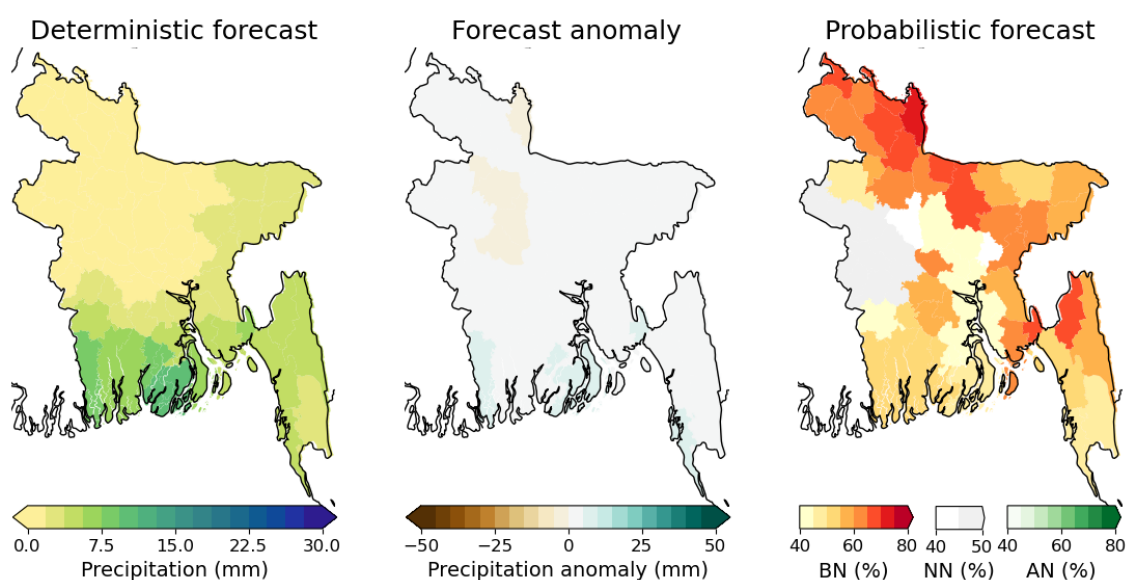 Deterministic forecast
Forecast anomaly
Probabilistic forecast
0.0 7.5 15.0 22.5 30.0
Precipitation (mm)
−50 −25 0 25 50
Precipitation anomaly (mm)
40 60 80
BN (%)
40 50
NN (%)
40 60 80
AN (%)